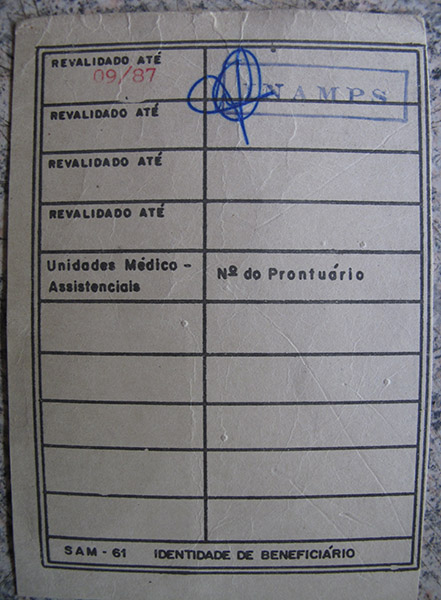 REVALIDADO ATÉ
09/87
INAMPS
REVALIDADO ATÉ
REVALIDADO ATÉ
REVALIDADO ATÉ
Unidades Médico -
Assistenciais
Nº do Prontuário
SAM - 61 IDENTIDADE DE BENEFICIÁRIO